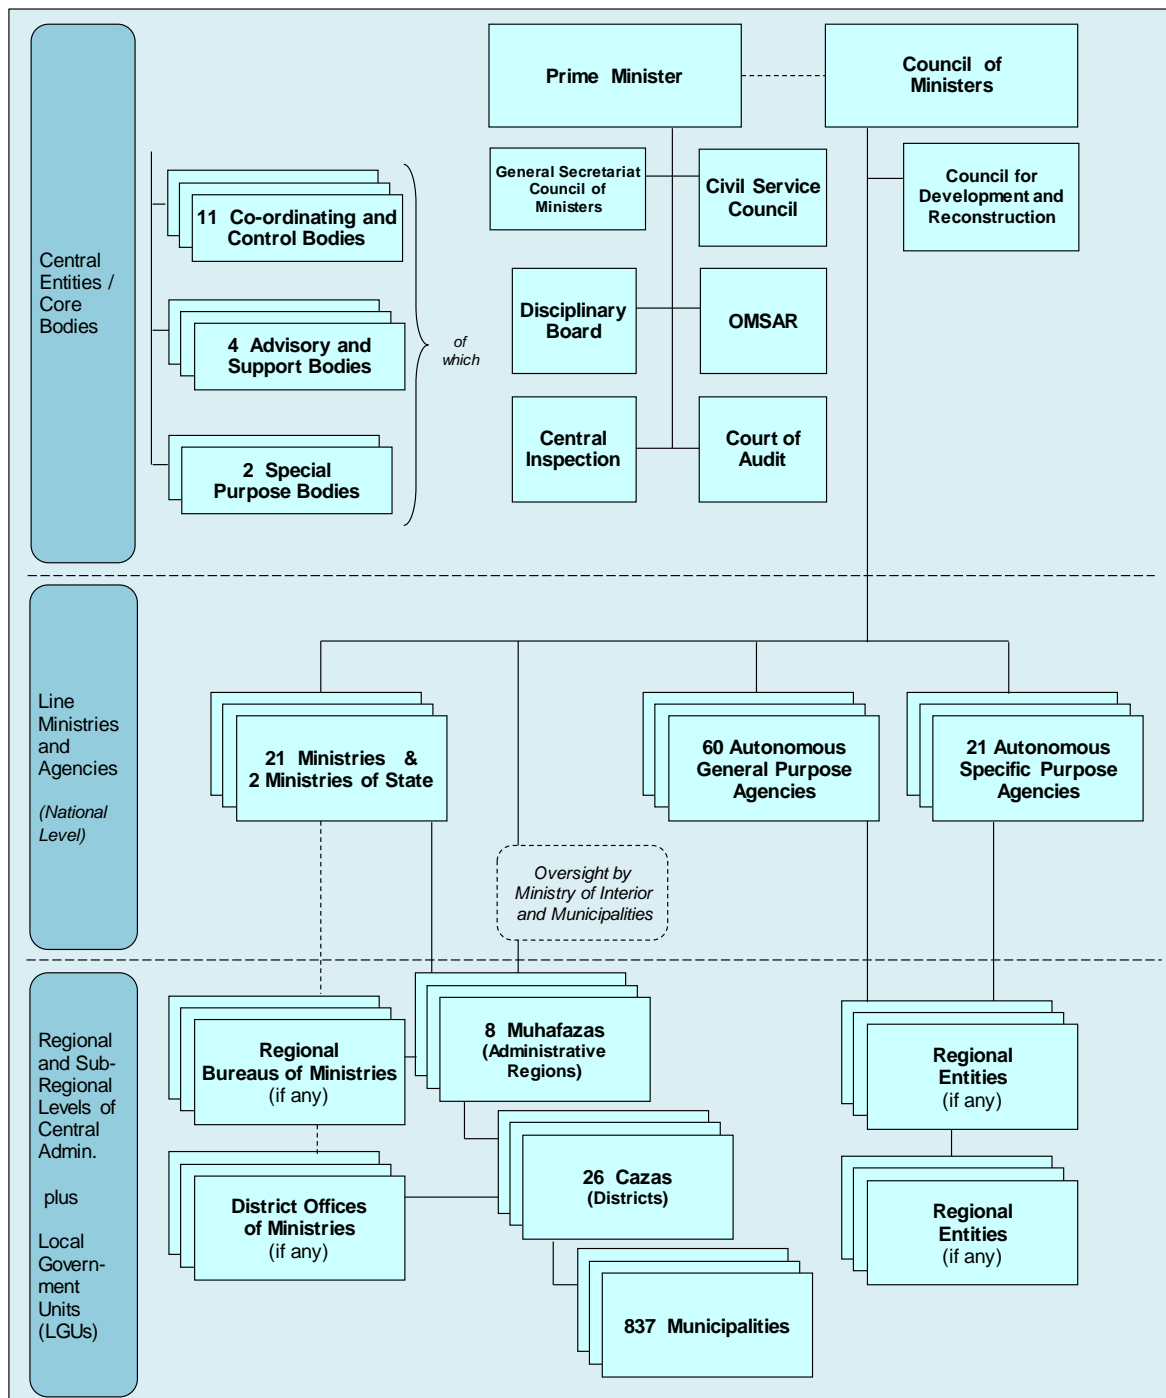 Prime Minister
Council of
Ministers
General Secretariat
Council of
Ministers
Civil Service
Council
Council for
Development and
Reconstruction
11 Co-ordinating and
Control Bodies
Central
Entities /
Core
Bodies
Disciplinary
Board
OMSAR
4 Advisory and
Support Bodies
of
which
Central
Inspection
Court of
Audit
2 Special
Purpose Bodies
Line
Ministries
and
Agencies
(National
Level)
21 Ministries &
2 Ministries of State
60 Autonomous
General Purpose
Agencies
21 Autonomous
Specific Purpose
Agencies
Oversight by
Ministry of Interior
and Municipalities
Regional
and Sub-
Regional
Levels of
Central
Admin.
plus
Local
Govern-
ment
Units
(LGUs)
Regional
Bureaus of Ministries
(if any)
8 Muhafazas
(Administrative
Regions)
Regional
Entities
(if any)
District Offices
of Ministries
(if any)
26 Cazas
(Districts)
Regional
Entities
(if any)
837 Municipalities